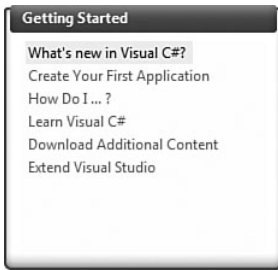 Getting Started
What's new in Visual C#?
Create Your First Application
How Do I ... ?
Learn Visual C#
Download Additional Content
Extend Visual Studio